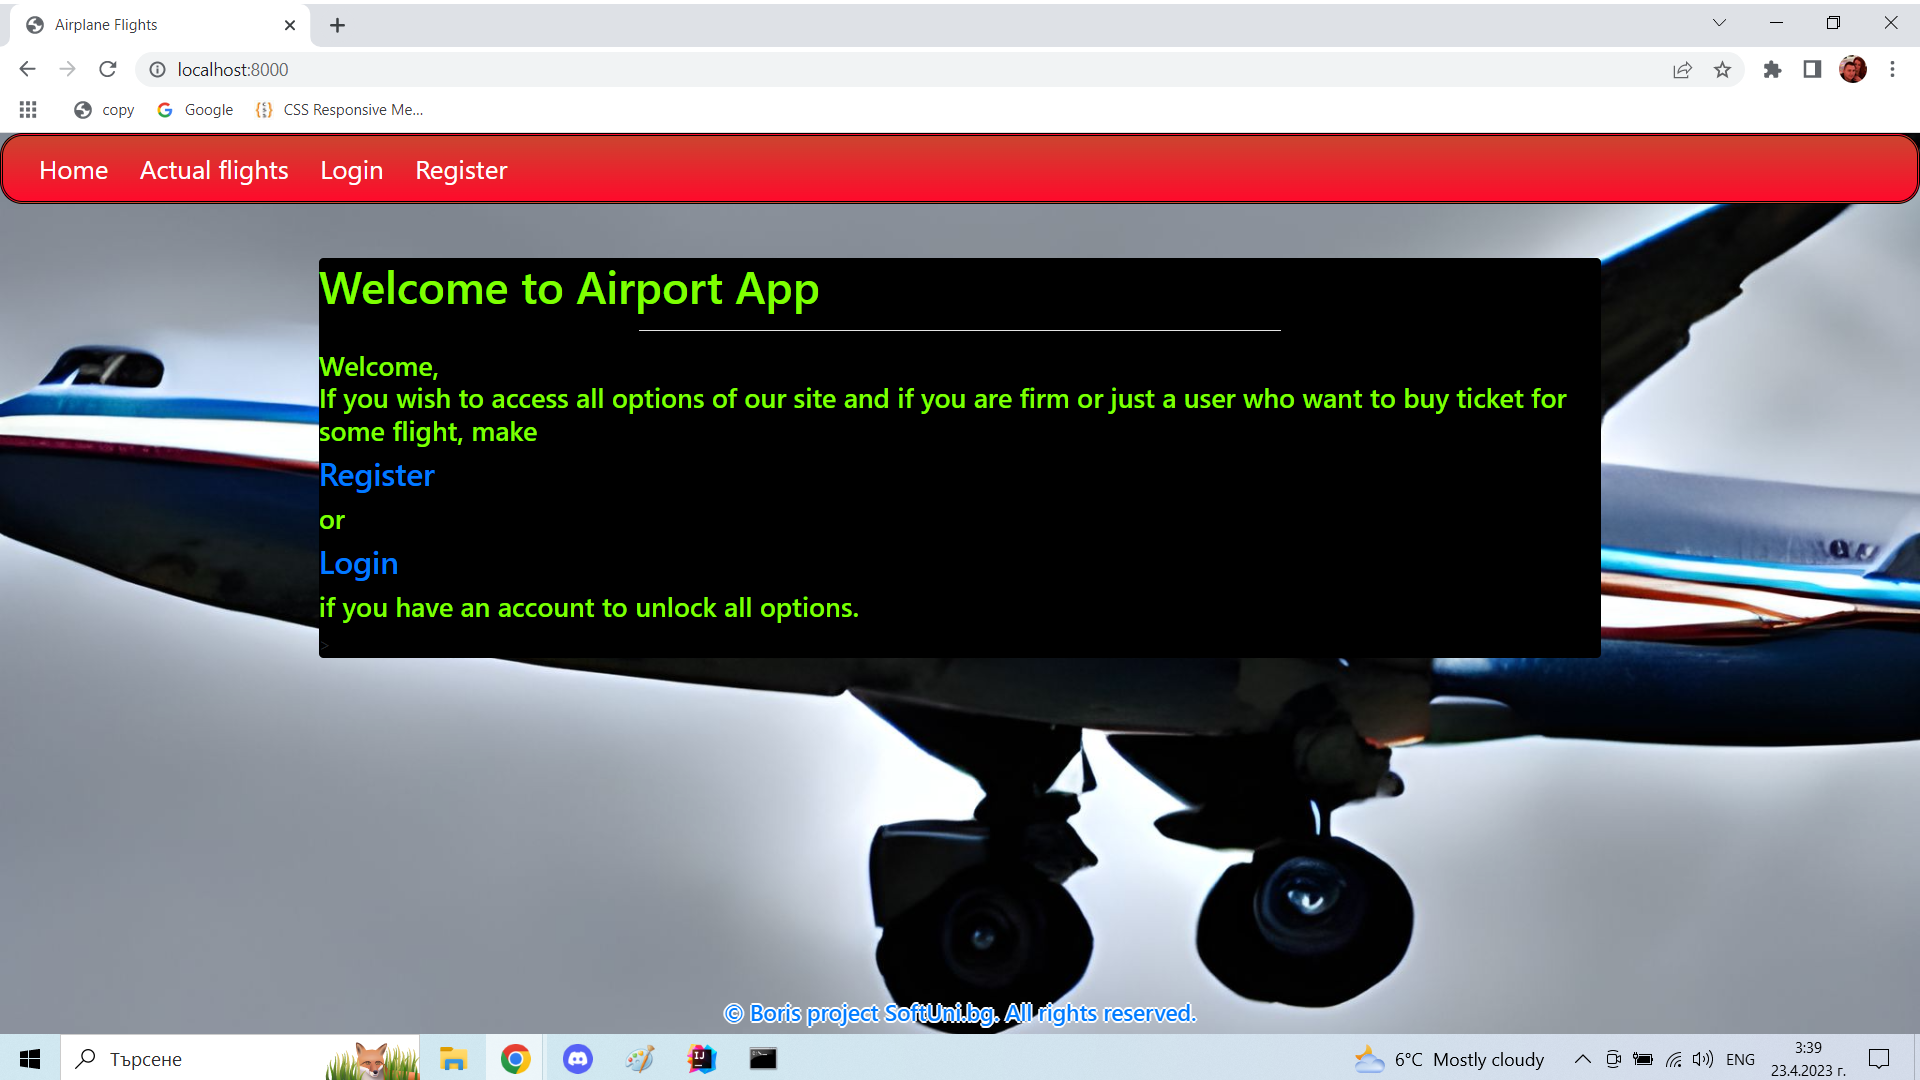 Airplane Flights
localhost:8000
copy
Google
CSS Responsive Me...
Home
Actual flights
Login
Register
Welcome to Airport App
Welcome,
If you wish to access all options of our site and if you are firm or just a user who want to buy ticket for
some flight, make
Register
or
Login
if you have an account to unlock all options.
>
© Boris project SoftUni.bg. All rights reserved.
Търсене
6°C Mostly cloudy
ENG
3:39
23.4.2023 г.